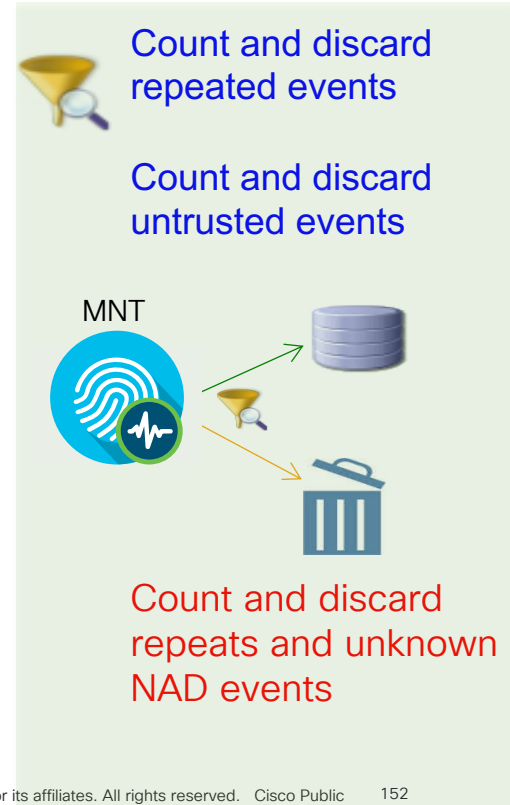 Count and discard
repeated events
Count and discard
untrusted events
MNT
Count and discard
repeats and unknown
NAD events
r its affiliates. All rights reserved. Cisco Public 152